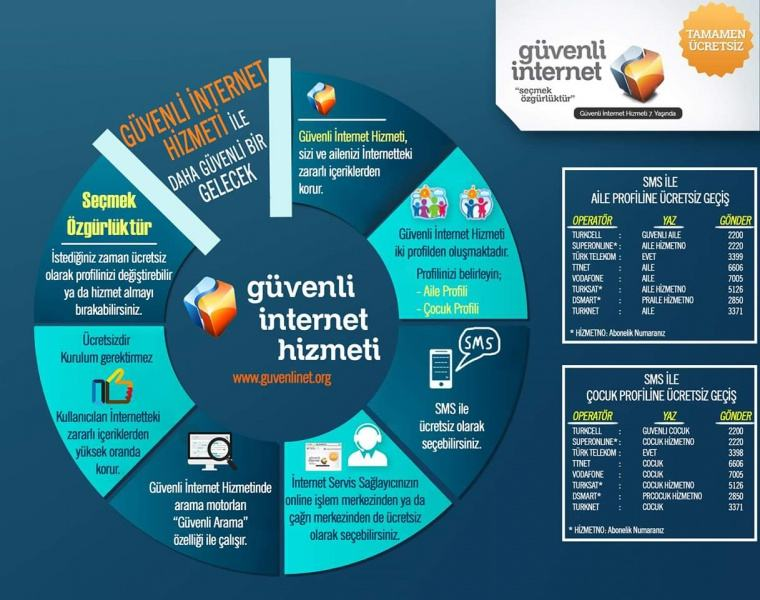 GÜVENLİ İNTERNET
HİZMETİ İLE
DAHA GÜVENLİ BİR
GELECEK
Güvenli İnternet Hizmeti,
sizi ve ailenizi İnternetteki
zararlı içeriklerden
korur.
Güvenli İnternet Hizmeti
iki profilden oluşmaktadır.
Profilinizi belirleyin;
- Aile Profili
- Çocuk Profili
SMS
SMS ile
ücretsiz olarak
seçebilirsiniz.
İnternet Servis Sağlayıcınızın
online işlem merkezinden ya da
çağrı merkezinden de ücretsiz
olarak seçebilirsiniz.
Güvenli İnternet Hizmetinde
arama motorları
"Güvenli Arama"
özelliği ile çalışır.
Ücretsizdir
Kurulum gerektirmez
Kullanıcıları İnternetteki
zararlı içeriklerden
yüksek oranda
korur.
Seçmek
Özgürlüktür
İstediğiniz zaman ücretsiz
olarak profilinizi değiştirebilir
ya da hizmet almayı
bırakabilirsiniz.
güvenli
internet
hizmeti
www.guvenlinet.org
güvenli
internet
"seçmek
özgürlüktür"
Güvenli İnternet Hizmeti 7. Yaşında
TAMAMEN
ÜCRETSİZ
SMS İLE
AİLE PROFİLİNE ÜCRETSİZ GEÇİŞ
OPERATÖR YAZ GÖNDER
TURKCELL : GUVENLI AILE 2200
SUPERONLINE* : AILE HİZMETNO 2220
TÜRK TELEKOM : EVET 3399
TTNET : AILE 6606
VODAFONE : AILE 7005
TURKSAT* : AILE HİZMETNO 5126
DSMART* : PRAILE HİZMETNO 2850
TURKNET : AILE 3371
* HİZMETNO: Abonelik Numaranız
SMS İLE
ÇOCUK PROFİLİNE ÜCRETSİZ GEÇİŞ
OPERATÖR YAZ GÖNDER
TURKCELL : GUVENLI COCUK 2200
SUPERONLINE* : COCUK HİZMETNO 2220
TÜRK TELEKOM : EVET 3398
TTNET : COCUK 6606
VODAFONE : COCUK 7005
TURKSAT* : COCUK HİZMETNO 5126
DSMART* : PRCOCUK HİZMETNO 2850
TURKNET : COCUK 3371
* HİZMETNO: Abonelik Numaranız